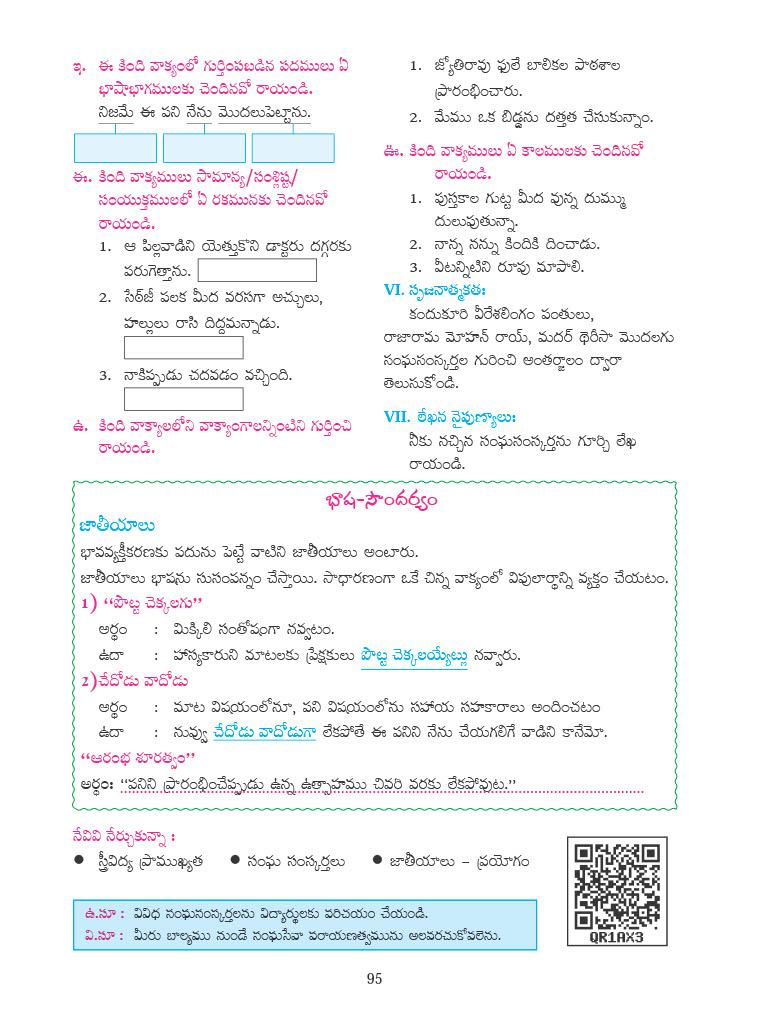 ఇ. ఈ కింది వాక్యంలో గుర్తింపబడిన పదములు ఏ
భాషాభాగములకు చెందినవో రాయండి.
నిజమే ఈ పని నేను మొదలుపెట్టాను.
ఈ. కింది వాక్యములు సామాన్య/సంశ్లిష్ట/
సంయుక్తములలో ఏ రకమునకు చెందినవో
రాయండి.
1. ఆ పిల్లవాడిని యెత్తుకొని డాక్టరు దగ్గరకు
పరుగెత్తాను.
2. సేఠ్‌జీ పలక మీద వరసగా అచ్చులు,
హల్లులు రాసి దిద్దమన్నాడు.
3. నాకిప్పుడు చదవడం వచ్చింది.
ఉ. కింది వాక్యాలలోని వాక్యాంగాలన్నింటిని గుర్తించి
రాయండి.
1. జ్యోతిరావు ఫులే బాలికల పాఠశాల
ప్రారంభించారు.
2. మేము ఒక బిడ్డను దత్తత చేసుకున్నాం.
ఊ. కింది వాక్యములు ఏ కాలములకు చెందినవో
రాయండి.
1. పుస్తకాల గుట్ట మీద వున్న దుమ్ము
దులుపుతున్నా.
2. నాన్న నన్ను కిందికి దించాడు.
3. వీటన్నిటిని రూపు మాపాలి.
VI. సృజనాత్మకతః
కందుకూరి వీరేశలింగం పంతులు,
రాజారామ మోహన్ రాయ్, మదర్ థెరీసా మొదలగు
సంఘసంస్కర్తల గురించి అంతర్జాలం ద్వారా
తెలుసుకోండి.
VII. లేఖన నైపుణ్యాలు:
నీకు నచ్చిన సంఘసంస్కర్తను గూర్చి లేఖ
రాయండి.
భాష-సౌందర్యం
జాతీయాలు
భావవ్యక్తీకరణకు పదును పెట్టే వాటిని జాతీయాలు అంటారు.
జాతీయాలు భాషను సుసంపన్నం చేస్తాయి. సాధారణంగా ఒకే చిన్న వాక్యంలో విపులార్థాన్ని వ్యక్తం చేయటం.
1) “పొట్ట చెక్కలగు”
అర్థం : మిక్కిలి సంతోషంగా నవ్వటం.
ఉదా : హాస్యకారుని మాటలకు ప్రేక్షకులు పొట్ట చెక్కలయ్యేట్లు నవ్వారు.
2)చేదోడు వాదోడు
అర్థం : మాట విషయంలోనూ, పని విషయంలోను సహాయ సహకారాలు అందించటం
ఉదా : నువ్వు చేదోడు వాదోడుగా లేకపోతే ఈ పనిని నేను చేయగలిగే వాడిని కానేమో.
“ఆరంభ శూరత్వం”
అర్థం: “పనిని ప్రారంభించేప్పుడు ఉన్న ఉత్సాహము చివరి వరకు లేకపోవుట.”
నేవివి నేర్చుకున్నా :
● స్త్రీవిద్య ప్రాముఖ్యత ● సంఘ సంస్కర్తలు ● జాతీయాలు – ప్రయోగం
ఉ.సూ : వివిధ సంఘసంస్కర్తలను విద్యార్థులకు పరిచయం చేయండి.
వి.సూ : మీరు బాల్యము నుండే సంఘసేవా పరాయణత్వమును అలవరచుకోవలెను.
QR1AX3
95